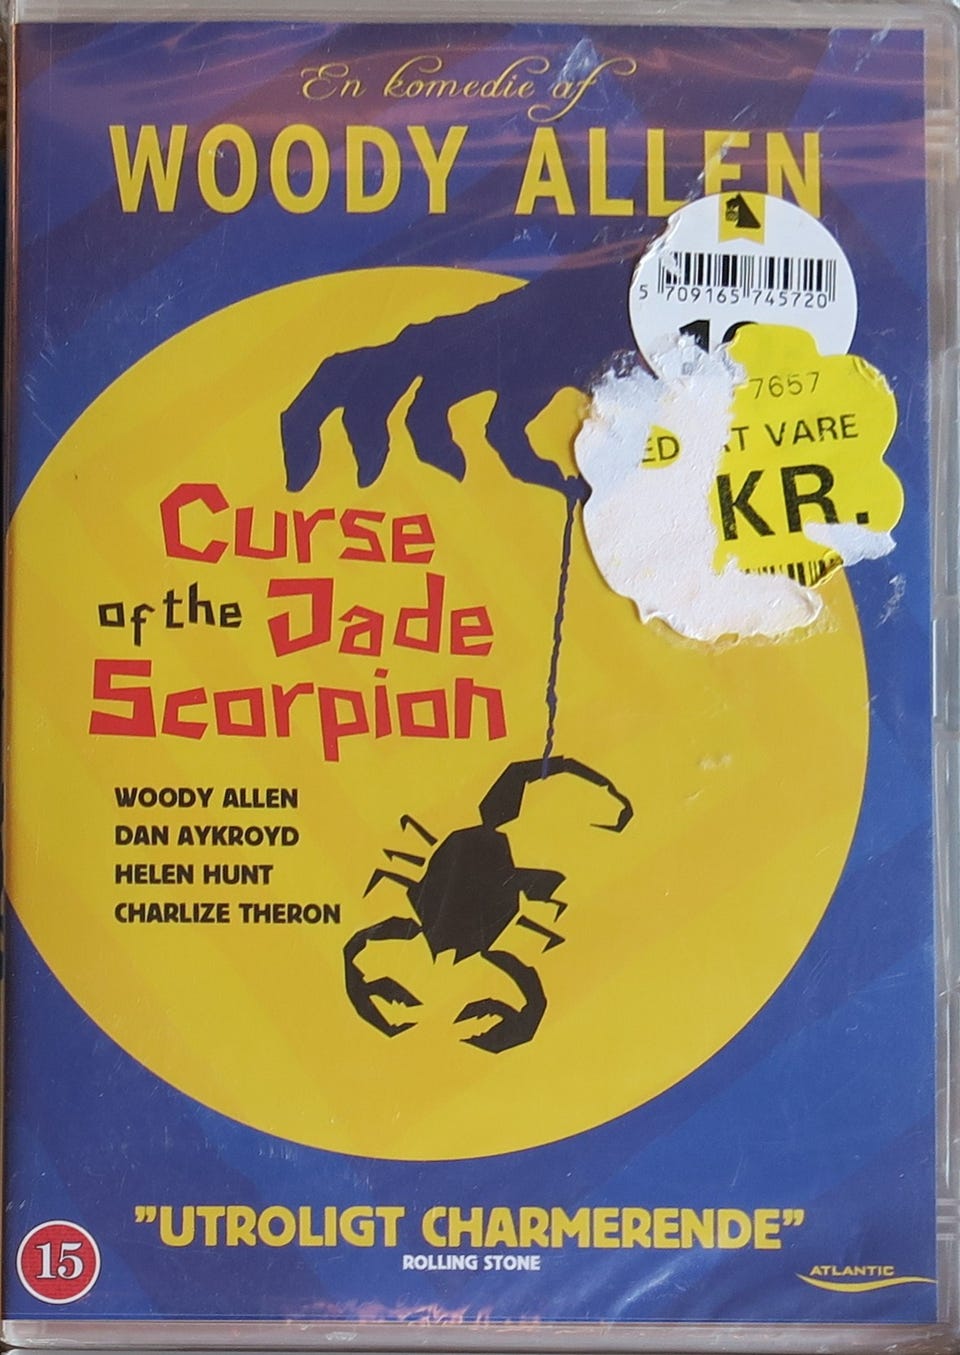 En komedie af
WOODY ALLEN
5 709165 745720
7657
VARE
KR.
Curse
of the Jade
Scorpion
WOODY ALLEN
DAN AYKROYD
HELEN HUNT
CHARLIZE THERON
"UTROLIGT CHARMERENDE"
ROLLING STONE
15
ATLANTIC